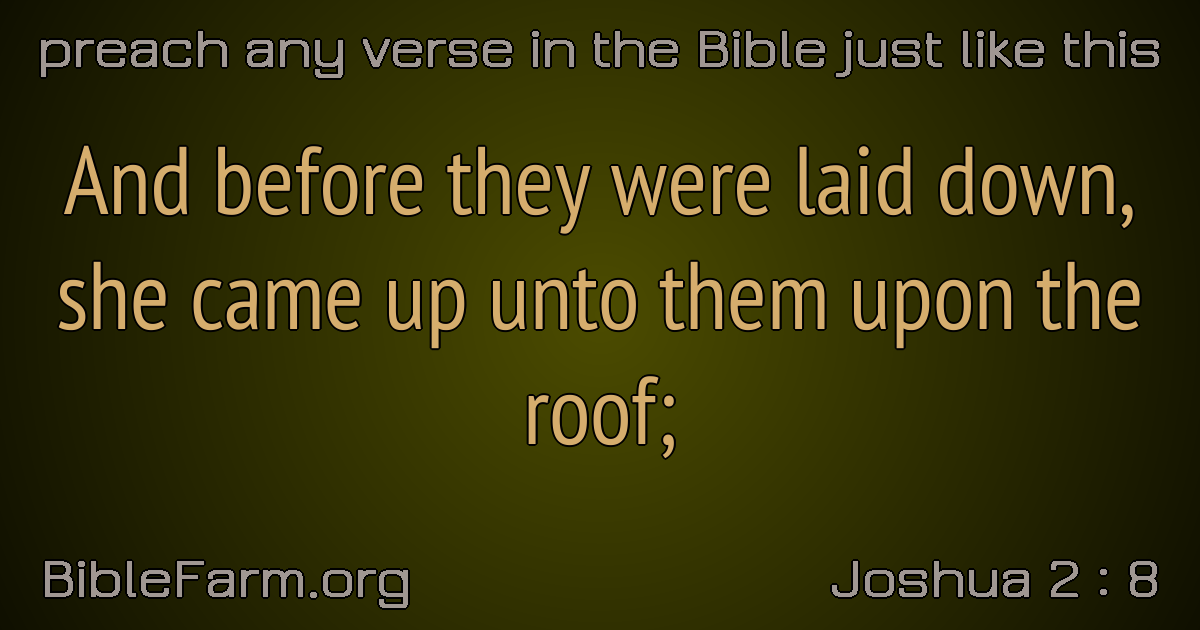 preach any verse in the Bible just like this
And before they were laid down,
she came up unto them upon the
roof;
BibleFarm.org
Joshua 2 : 8